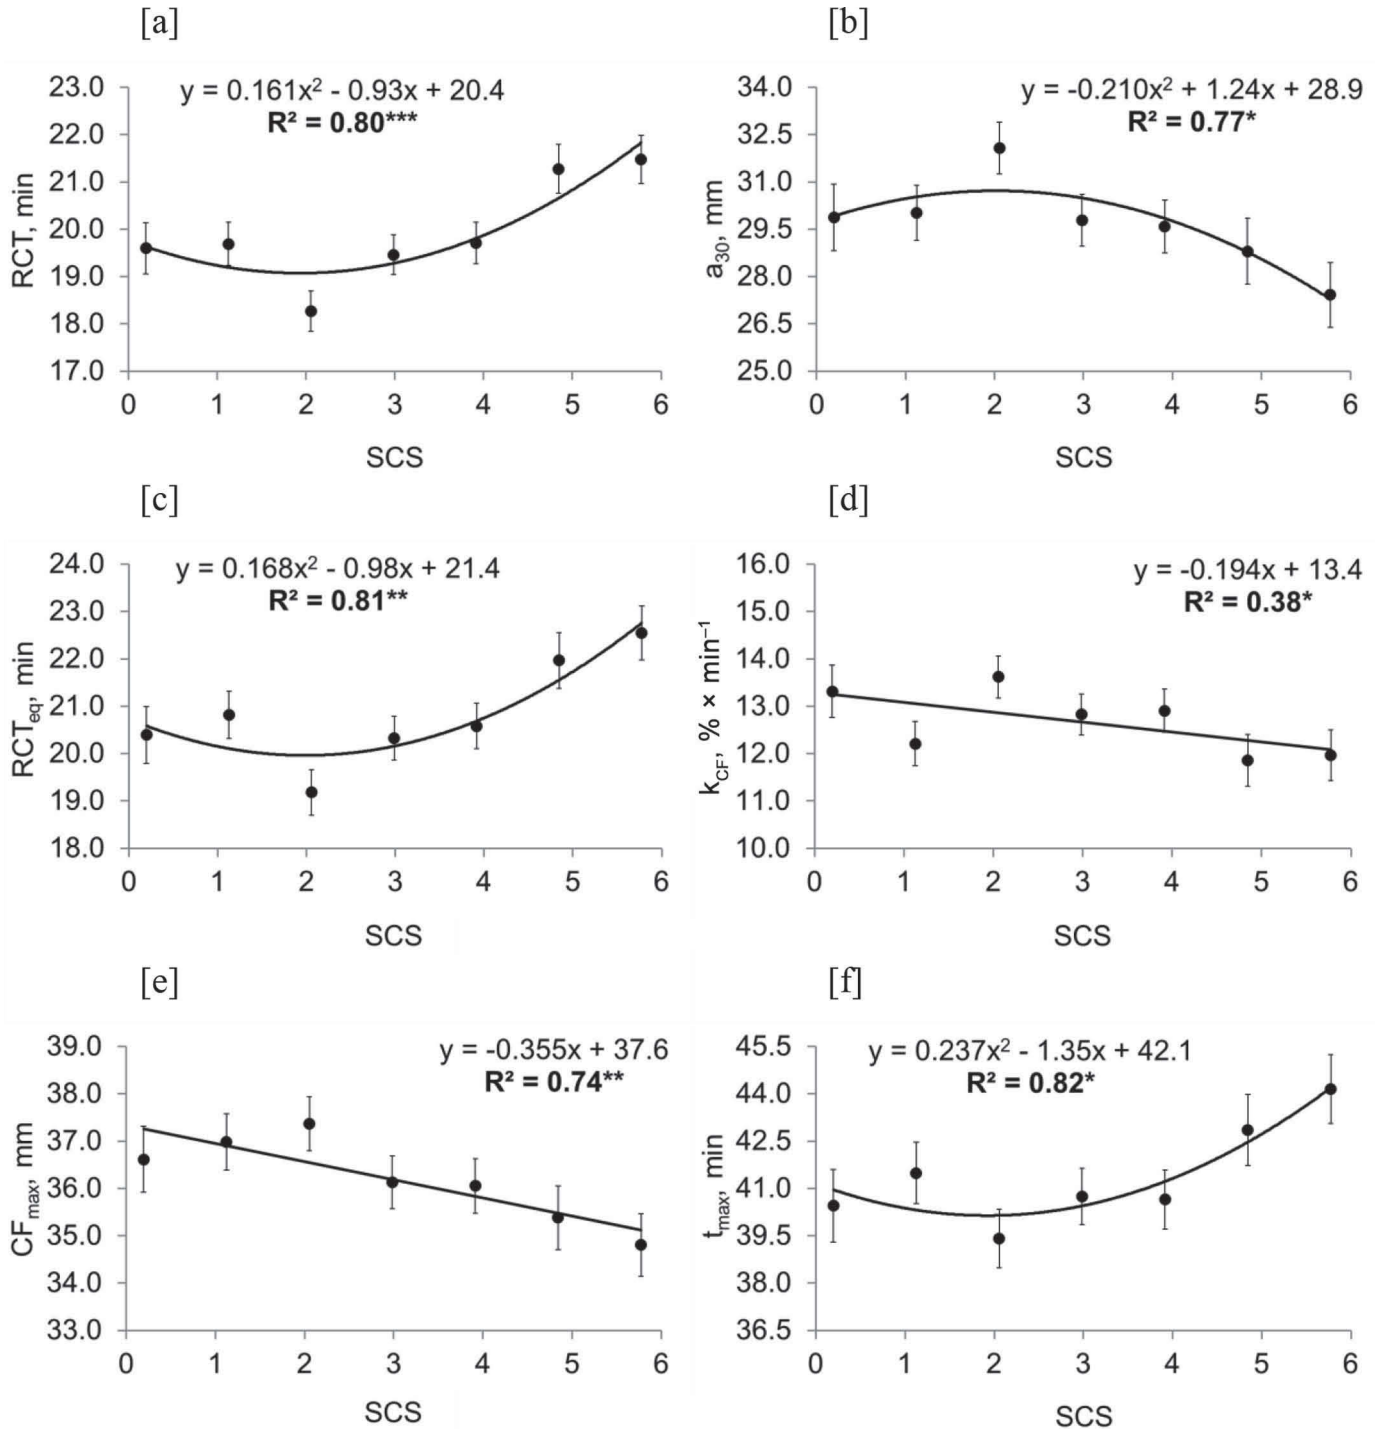 [a]
y = 0.161x² - 0.93x + 20.4
R² = 0.80***
RCT, min
23.0
22.0
21.0
20.0
19.0
18.0
17.0
0 1 2 3 4 5 6
SCS
[b]
y = -0.210x² + 1.24x + 28.9
R² = 0.77*
a30, mm
34.0
32.5
31.0
29.5
28.0
26.5
25.0
0 1 2 3 4 5 6
SCS
[c]
y = 0.168x² - 0.98x + 21.4
R² = 0.81**
RCTeq, min
24.0
23.0
22.0
21.0
20.0
19.0
18.0
0 1 2 3 4 5 6
SCS
[d]
y = -0.194x + 13.4
R² = 0.38*
kCF, % × min⁻¹
16.0
15.0
14.0
13.0
12.0
11.0
10.0
0 1 2 3 4 5 6
SCS
[e]
y = -0.355x + 37.6
R² = 0.74**
CFmax, mm
39.0
38.0
37.0
36.0
35.0
34.0
33.0
0 1 2 3 4 5 6
SCS
[f]
y = 0.237x² - 1.35x + 42.1
R² = 0.82*
tmax, min
45.5
44.0
42.5
41.0
39.5
38.0
36.5
0 1 2 3 4 5 6
SCS